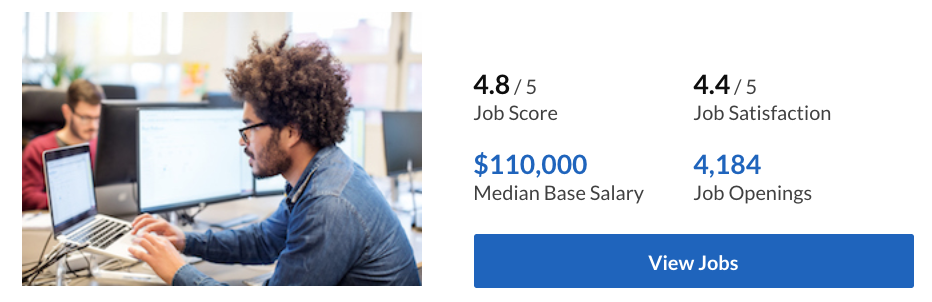 4.8 / 5
Job Score
4.4 / 5
Job Satisfaction
$110,000
Median Base Salary
4,184
Job Openings
View Jobs